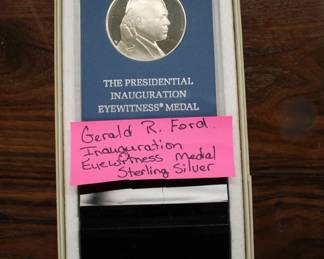 THE PRESIDENTIAL
INAUGURATION
EYEWITNESS® MEDAL
Gerald R. Ford
Inauguration
Eyewitness Medal
Sterling Silver